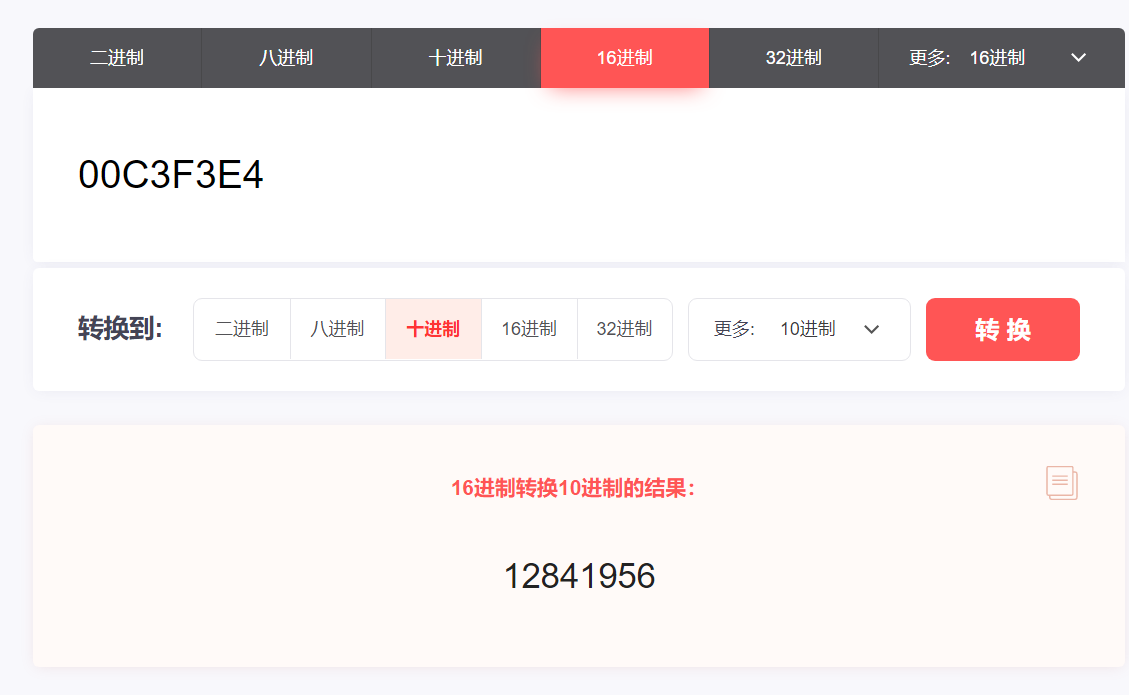 二进制 八进制 十进制 16进制 32进制 更多: 16进制
00C3F3E4
转换到: 二进制 八进制 十进制 16进制 32进制 更多: 10进制 转 换
16进制转换10进制的结果：
12841956